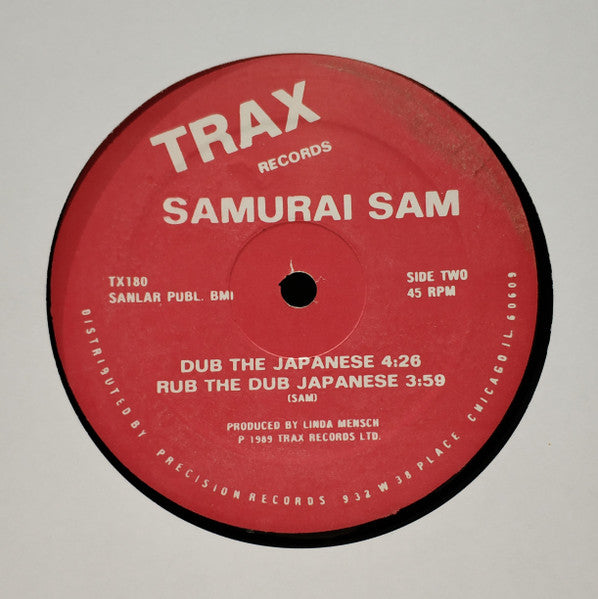 TRAX
RECORDS
SAMURAI SAM
TX180
SANLAR PUBL. BMI
SIDE TWO
45 RPM
DUB THE JAPANESE 4:26
RUB THE DUB JAPANESE 3:59
(SAM)
PRODUCED BY LINDA MENSCH
P 1989 TRAX RECORDS LTD.
DISTRIBUTED BY PRECISION RECORDS 932 W 38 PLACE CHICAGO IL. 60609